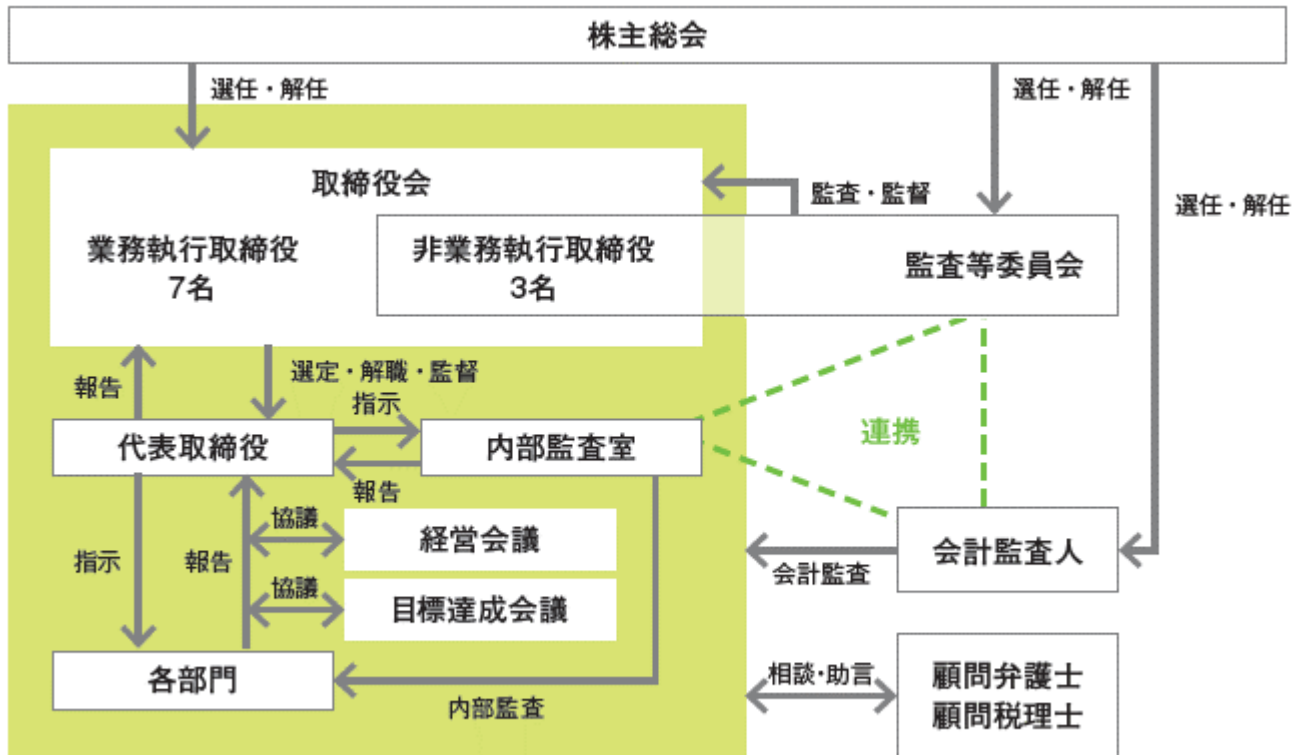 株主総会
選任・解任
選任・解任
選任・解任
取締役会
監査・監督
業務執行取締役
7名
非業務執行取締役
3名
監査等委員会
報告
選定・解職・監督
指示
代表取締役
内部監査室
連携
報告
協議
経営会議
指示
報告
会計監査人
会計監査
協議
目標達成会議
各部門
内部監査
相談・助言
顧問弁護士
顧問税理士